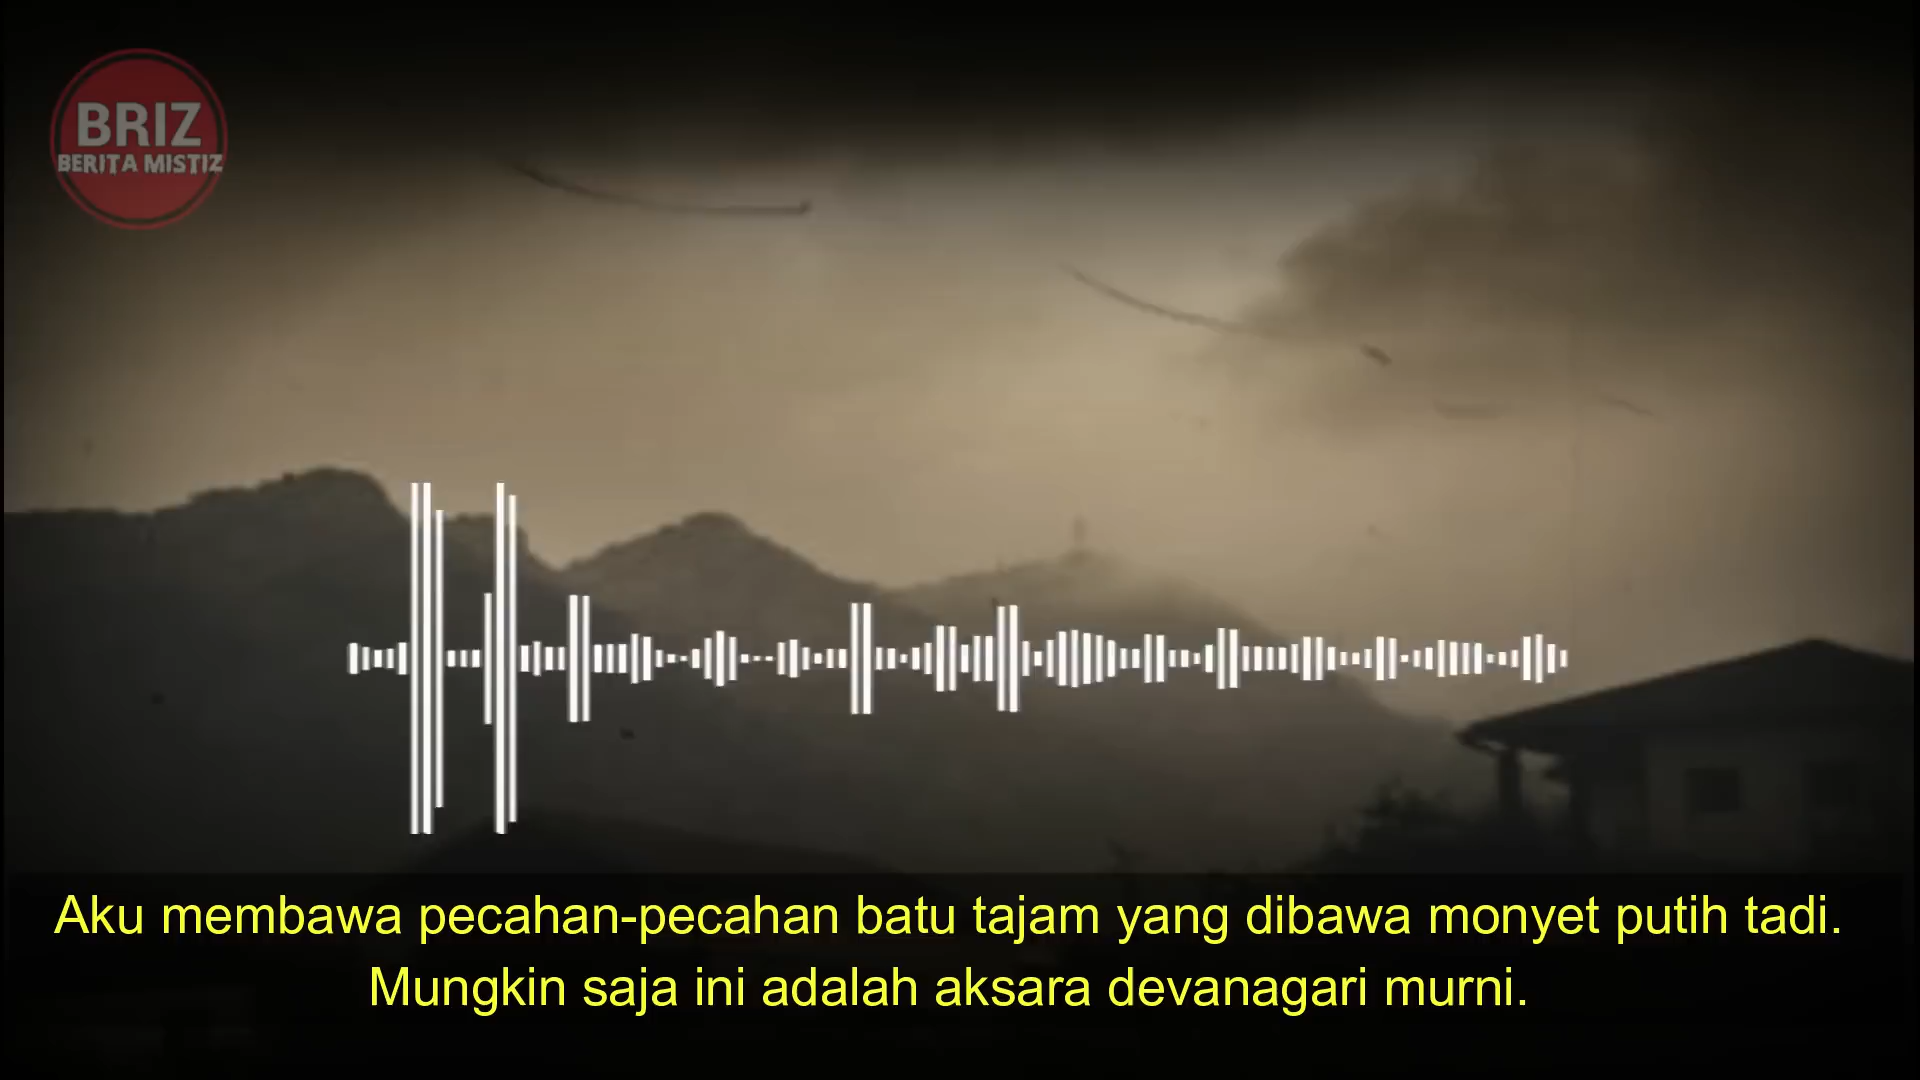 BRIZ
BERITA MISTIZ
Aku membawa pecahan-pecahan batu tajam yang dibawa monyet putih tadi.
Mungkin saja ini adalah aksara devanagari murni.